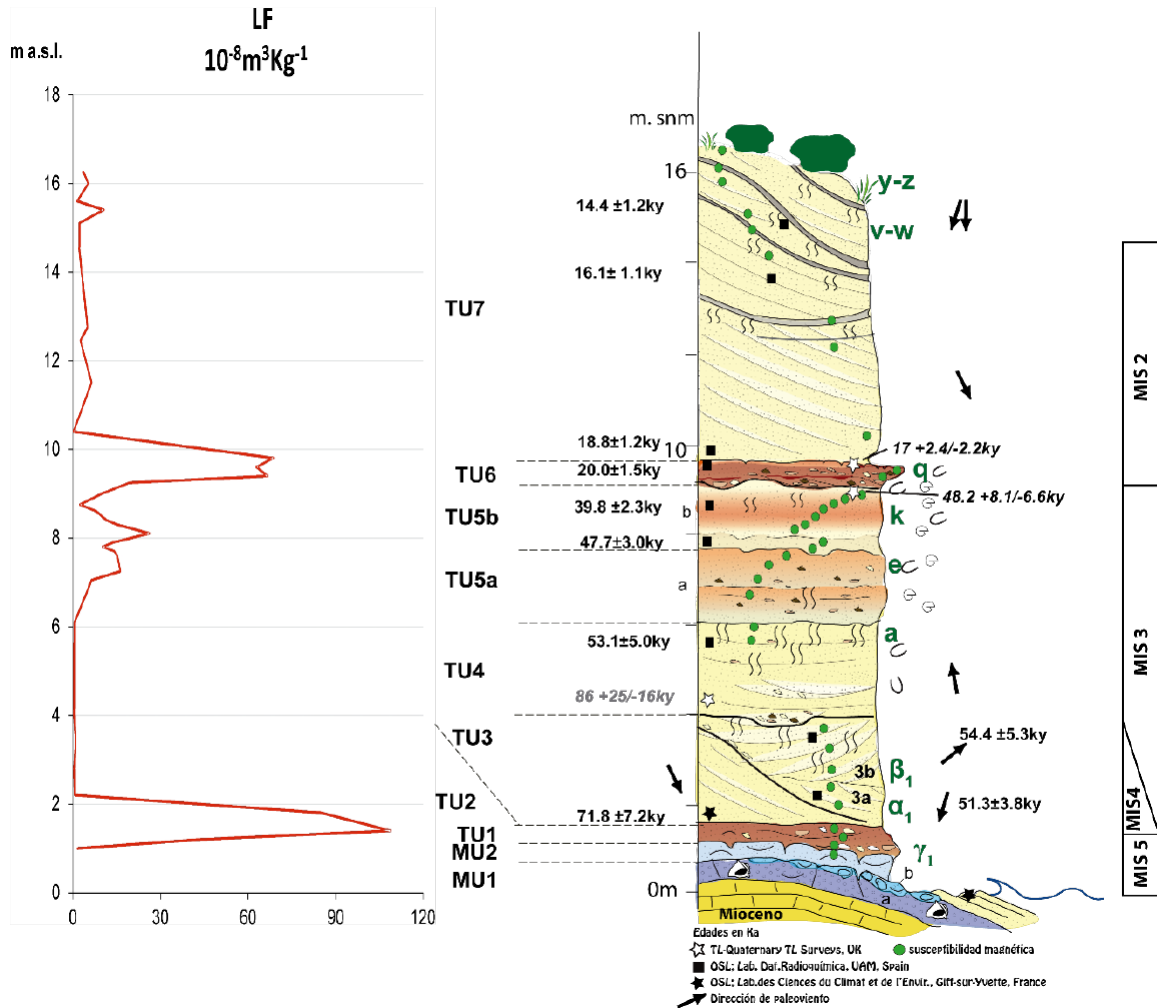 LF
m a.s.l.
10-8m3Kg-1
18
16
14
12
10
8
6
4
2
0
0 30 60 90 120
TU7
TU6
TU5b
TU5a
TU4
TU3
TU2
TU1
MU2
MU1
m. snm
16
10
0m
14.4 ±1.2ky
16.1± 1.1ky
18.8±1.2ky
20.0±1.5ky
39.8 ±2.3ky
47.7±3.0ky
53.1±5.0ky
86 +25/-16ky
71.8 ±7.2ky
b
a
y-z
v-w
17 +2.4/-2.2ky
q
48.2 +8.1/-6.6ky
k
e
a
54.4 ±5.3ky
3b β1
3a α1
51.3±3.8ky
γ1
b
a
Mioceno
MIS 2
MIS 3
MIS4
MIS 5
Edades en Ka
TL-Quaternary TL Surveys, UK
susceptibilidad magnética
OSL: Lab. Dat.Radioquímica. UAM, Spain
OSL: Lab.des Ciences du Climat et de l'Envir., Giff-sur-Yvette, France
Dirección de paleoviento